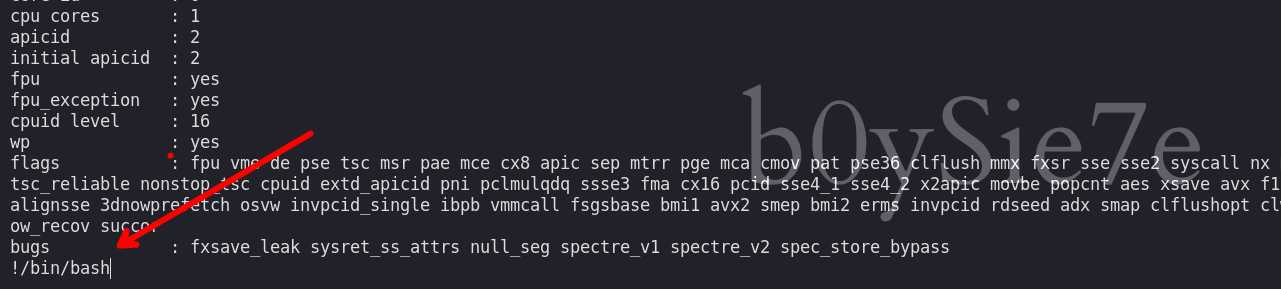 cpu cores : 1
apicid : 2
initial apicid : 2
fpu : yes
fpu_exception : yes
cpuid level : 16
wp : yes
flags : fpu vme de pse tsc msr pae mce cx8 apic sep mtrr pge mca cmov pat pse36 clflush mmx fxsr sse sse2 syscall nx
tsc_reliable nonstop_tsc cpuid extd_apicid pni pclmulqdq ssse3 fma cx16 pcid sse4_1 sse4_2 x2apic movbe popcnt aes xsave avx f1
alignsse 3dnowprefetch osvw invpcid_single ibpb vmmcall fsgsbase bmi1 avx2 smep bmi2 erms invpcid rdseed adx smap clflushopt
ow_recov succor
bugs : fxsave_leak sysret_ss_attrs null_seg spectre_v1 spectre_v2 spec_store_bypass
!/bin/bash
b0ySie7e